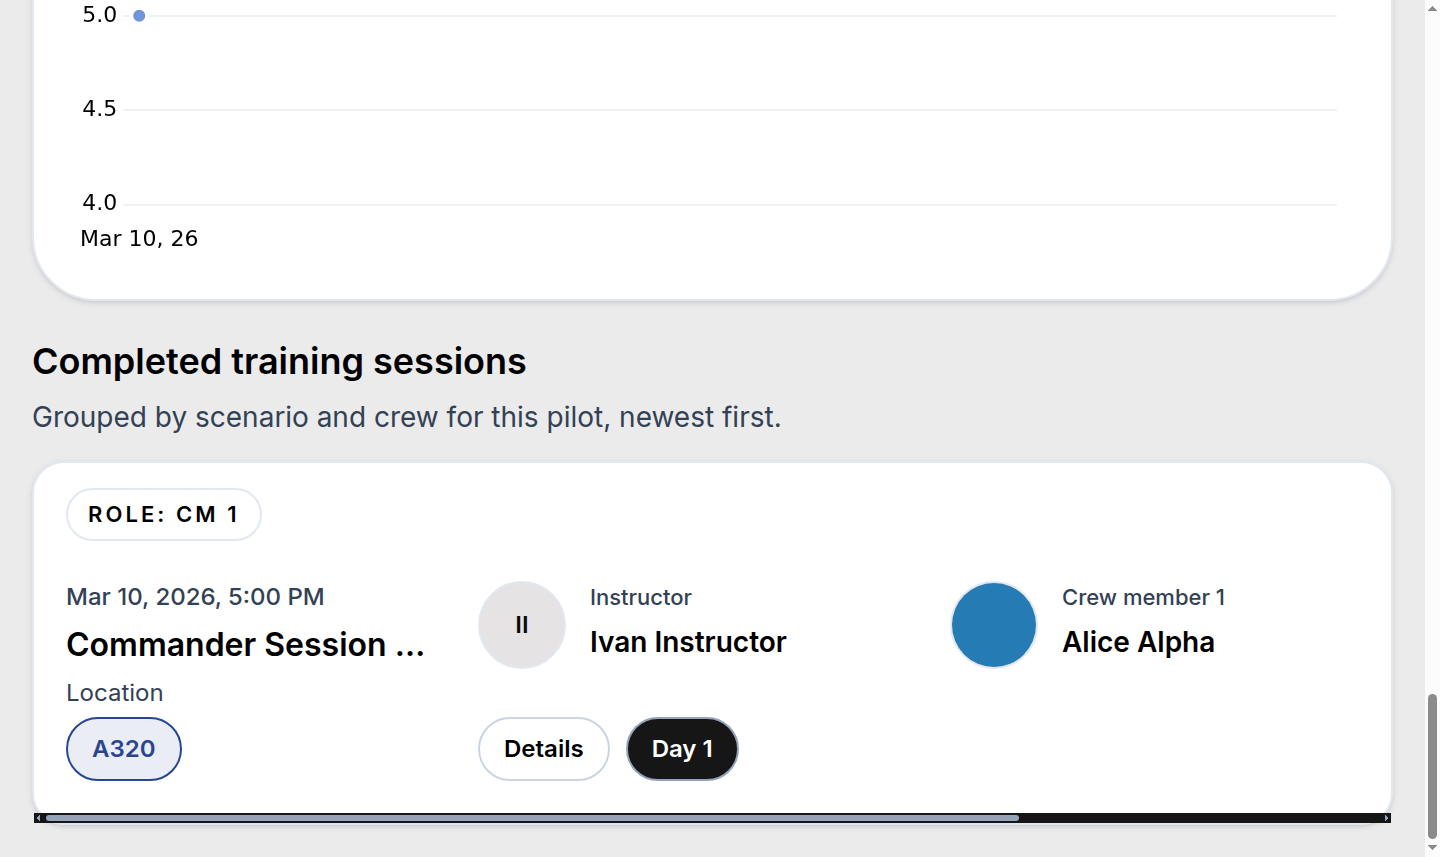 5.0
4.5
4.0
Mar 10, 26
Completed training sessions
Grouped by scenario and crew for this pilot, newest first.
ROLE: CM 1
Mar 10, 2026, 5:00 PM
Commander Session ...
Location
A320
II
Instructor
Ivan Instructor
Details
Day 1
Crew member 1
Alice Alpha